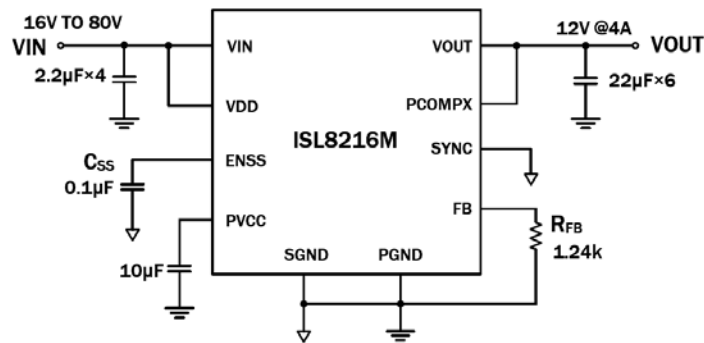 16V TO 80V
12V @4A
VIN
VIN
VOUT
VOUT
2.2µF×4
22µF×6
VDD
PCOMPX
ISL8216M
SYNC
CSS
0.1µF
ENSS
FB
PVCC
RFB
1.24k
10µF
SGND
PGND